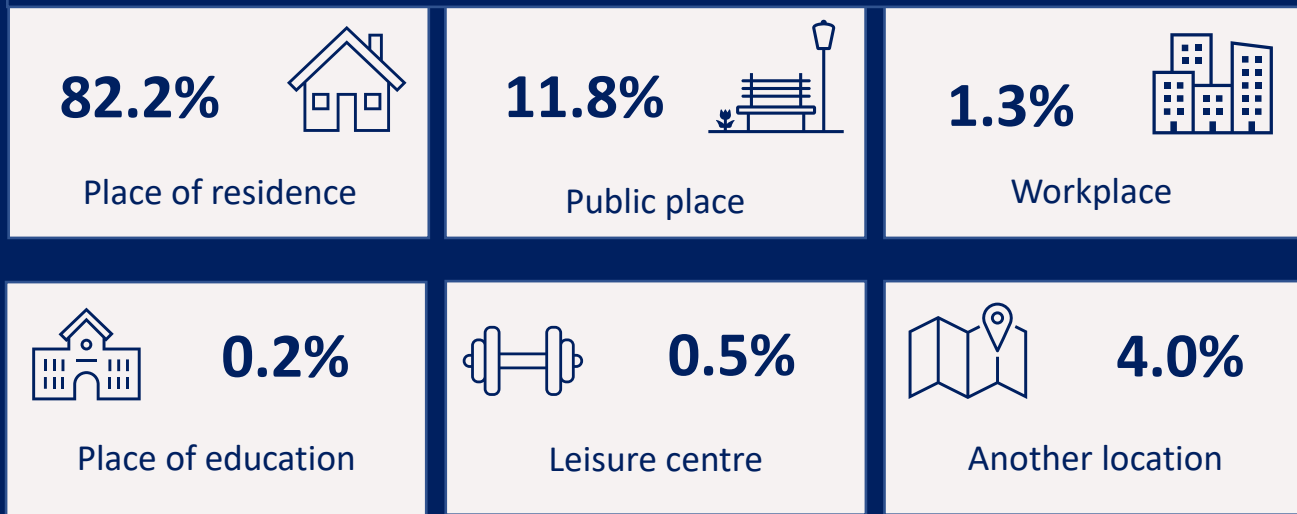 82.2%
Place of residence
11.8%
Public place
1.3%
Workplace
0.2%
Place of education
0.5%
Leisure centre
4.0%
Another location